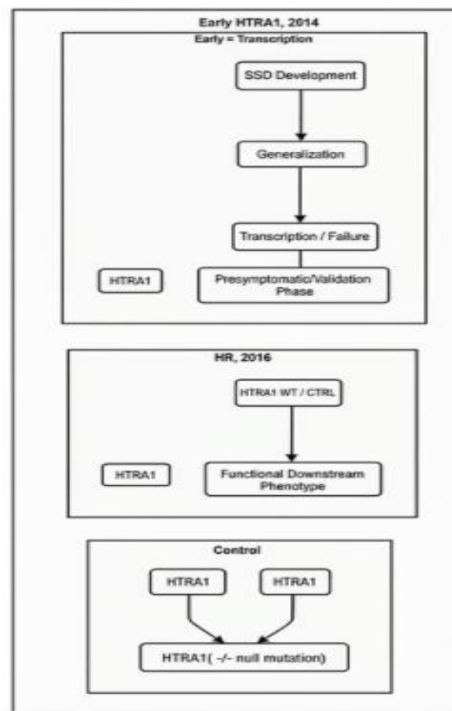 Early HTRA1, 2014
Early = Transcription
SSD Development
Generalization
Transcription / Failure
HTRA1
Presymptomatic/Validation
Phase
HR, 2016
HTRA1 WT / CTRL
HTRA1
Functional Downstream
Phenotype
Control
HTRA1
HTRA1
HTRA1( -/- null mutation)